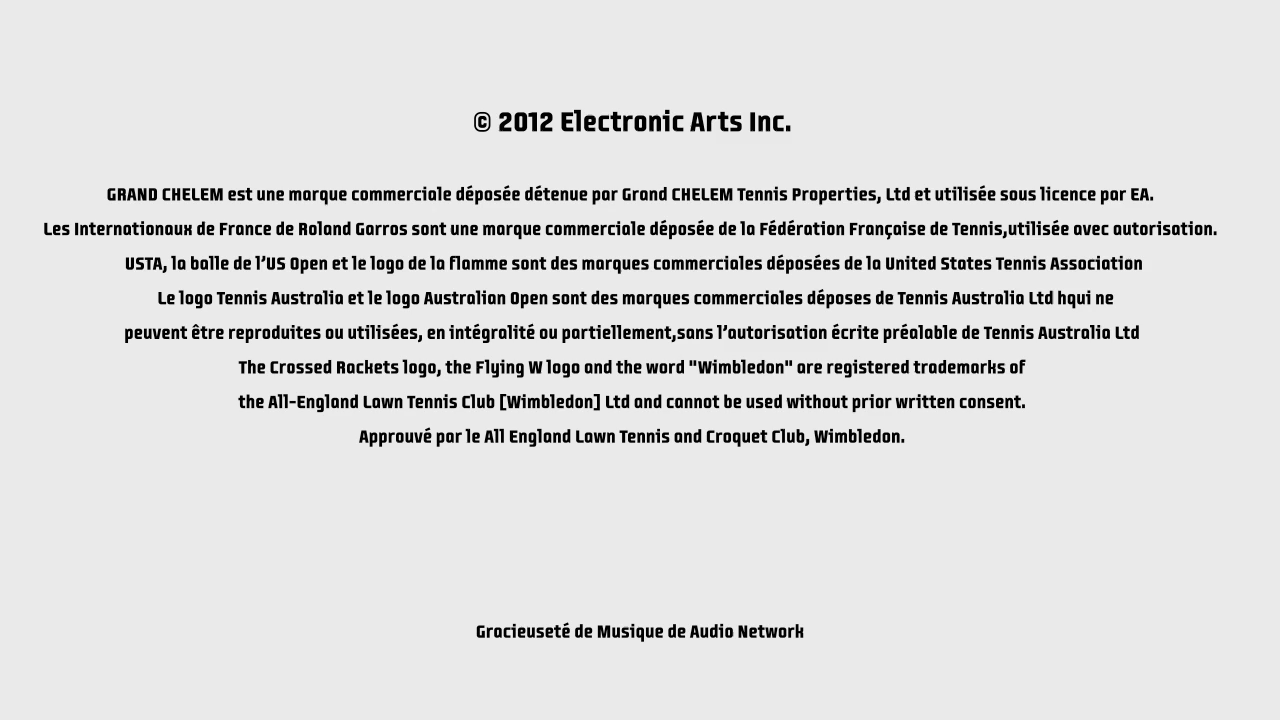 © 2012 Electronic Arts Inc.
GRAND CHELEM est une marque commerciale déposée détenue par Grand CHELEM Tennis Properties, Ltd et utilisée sous licence par EA.
Les Internationaux de France de Roland Garros sont une marque commerciale déposée de la Fédération Française de Tennis,utilisée avec autorisation.
USTA, la balle de l’US Open et le logo de la flamme sont des marques commerciales déposées de la United States Tennis Association
Le logo Tennis Australia et le logo Australian Open sont des marques commerciales déposes de Tennis Australia Ltd hqui ne
peuvent être reproduites ou utilisées, en intégralité ou partiellement,sans l’autorisation écrite préalable de Tennis Australia Ltd
The Crossed Rackets logo, the Flying W logo and the word "Wimbledon" are registered trademarks of
the All-England Lawn Tennis Club [Wimbledon] Ltd and cannot be used without prior written consent.
Approuvé par le All England Lawn Tennis and Croquet Club, Wimbledon.
Gracieuseté de Musique de Audio Network